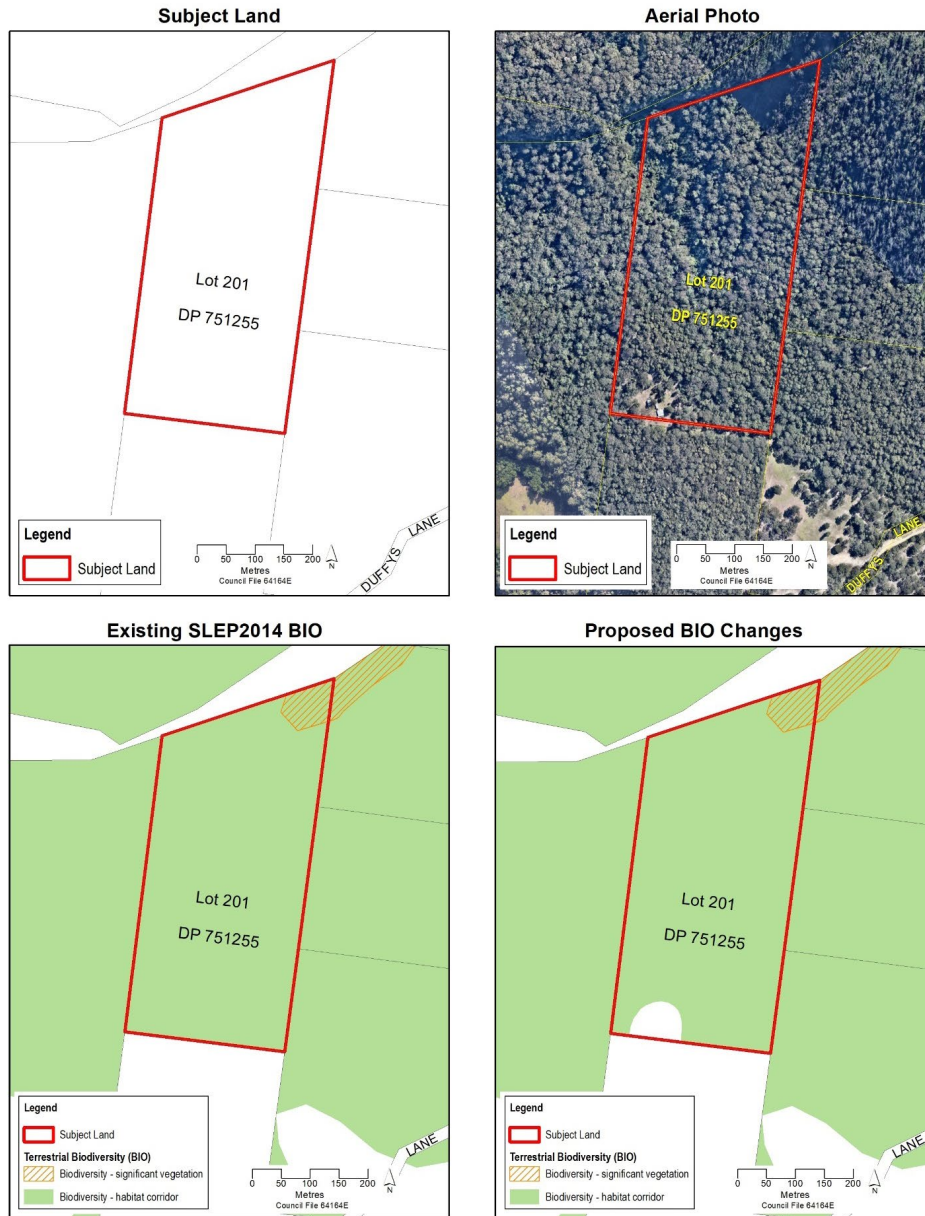 Subject Land
Lot 201
DP 751255
DUFFYS LANE
Legend
Subject Land
0 50 100 150 200
Metres
Council File 64164E
N
Aerial Photo
Lot 201
DP 751255
DUFFYS LANE
Legend
Subject Land
0 50 100 150 200
Metres
Council File 64164E
N
Existing SLEP2014 BIO
Lot 201
DP 751255
LANE
Legend
Subject Land
Terrestrial Biodiversity (BIO)
Biodiversity - significant vegetation
Biodiversity - habitat corridor
0 50 100 150 200
Metres
Council File 64164E
N
Proposed BIO Changes
Lot 201
DP 751255
LANE
Legend
Subject Land
Terrestrial Biodiversity (BIO)
Biodiversity - significant vegetation
Biodiversity - habitat corridor
0 50 100 150 200
Metres
Council File 64164E
N